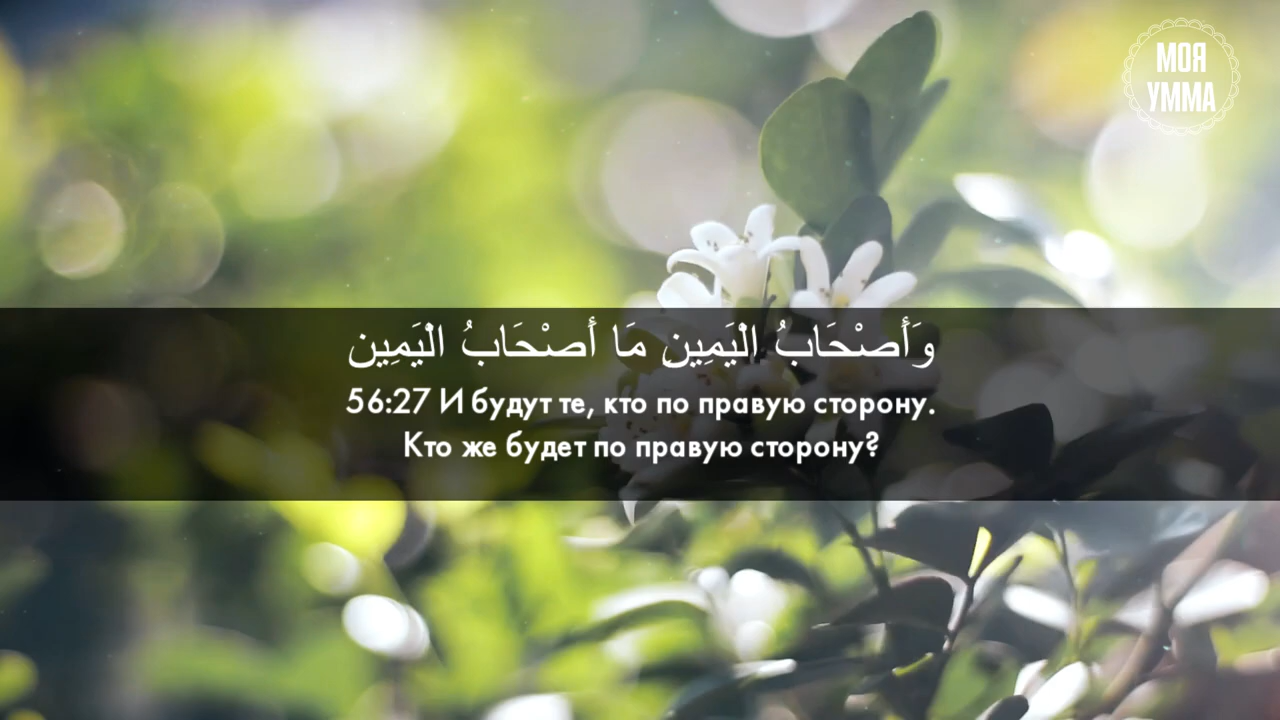 МОЯ
УММА
وَأَصْحَابُ الْيَمِينِ مَا أَصْحَابُ الْيَمِين
56:27 И будут те, кто по правую сторону.
Кто же будет по правую сторону?